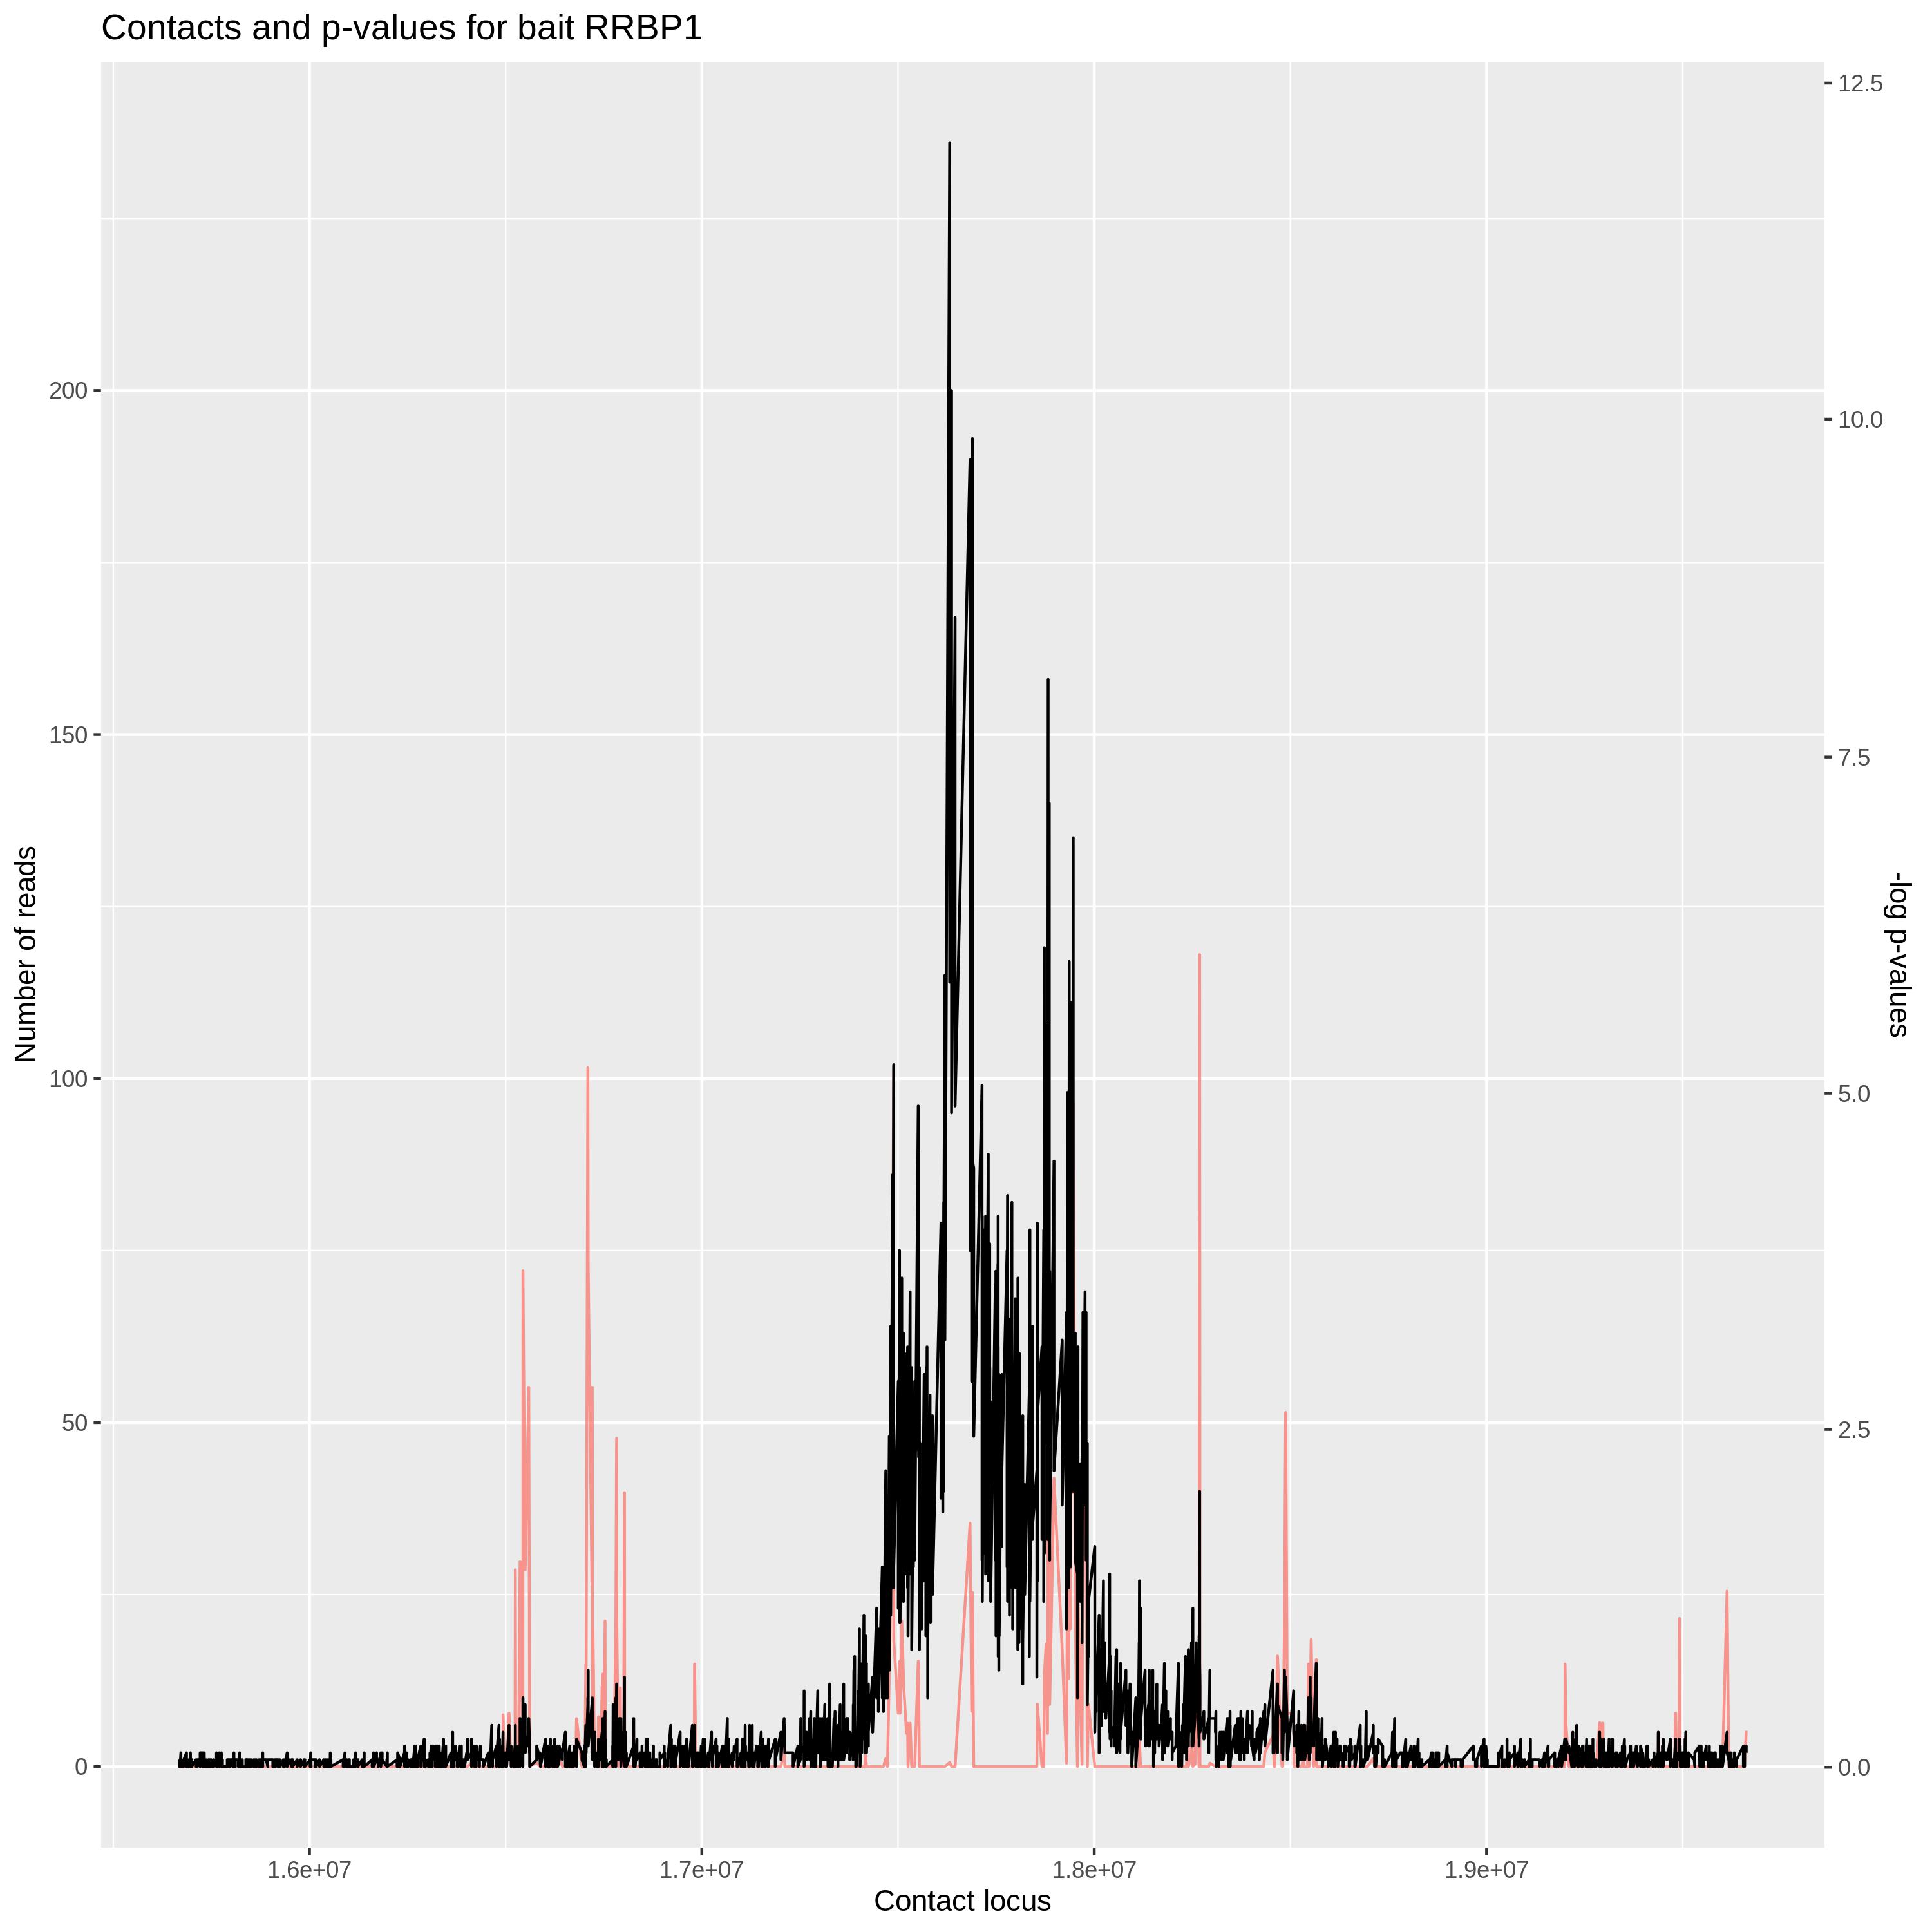 Contacts and p-values for bait RRBP1
12.5
200
10.0
150
7.5
Number of reads
-log p-values
100
5.0
50
2.5
0
0.0
1.6e+07
1.7e+07
1.8e+07
1.9e+07
Contact locus